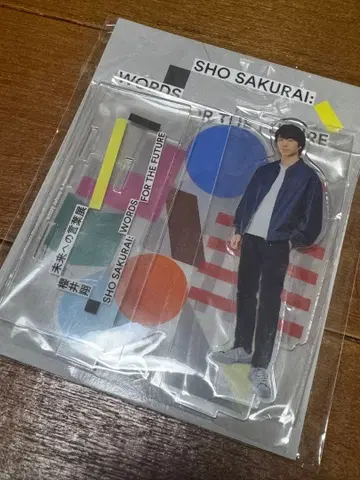 SHO SAKURAI:
WORDS
FOR THE FUTURE
未来への言葉展
櫻井翔
SHO SAKURAI: WORDS
FOR THE FUTURE